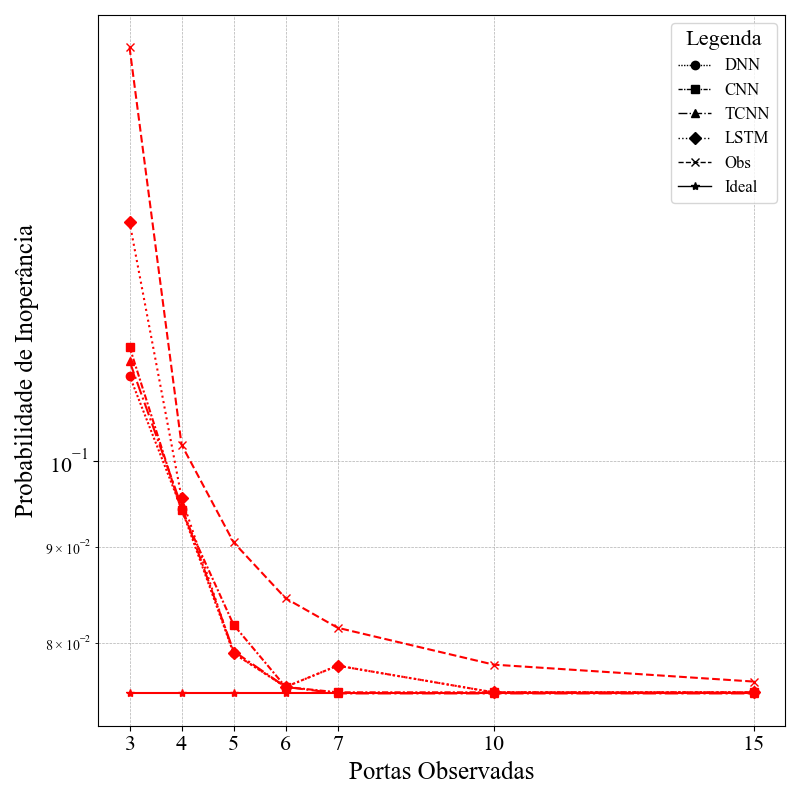 Legenda
DNN
CNN
TCNN
LSTM
Obs
Ideal
Probabilidade de Inoperância
10⁻¹
9 × 10⁻²
8 × 10⁻²
3 4 5 6 7 10 15
Portas Observadas